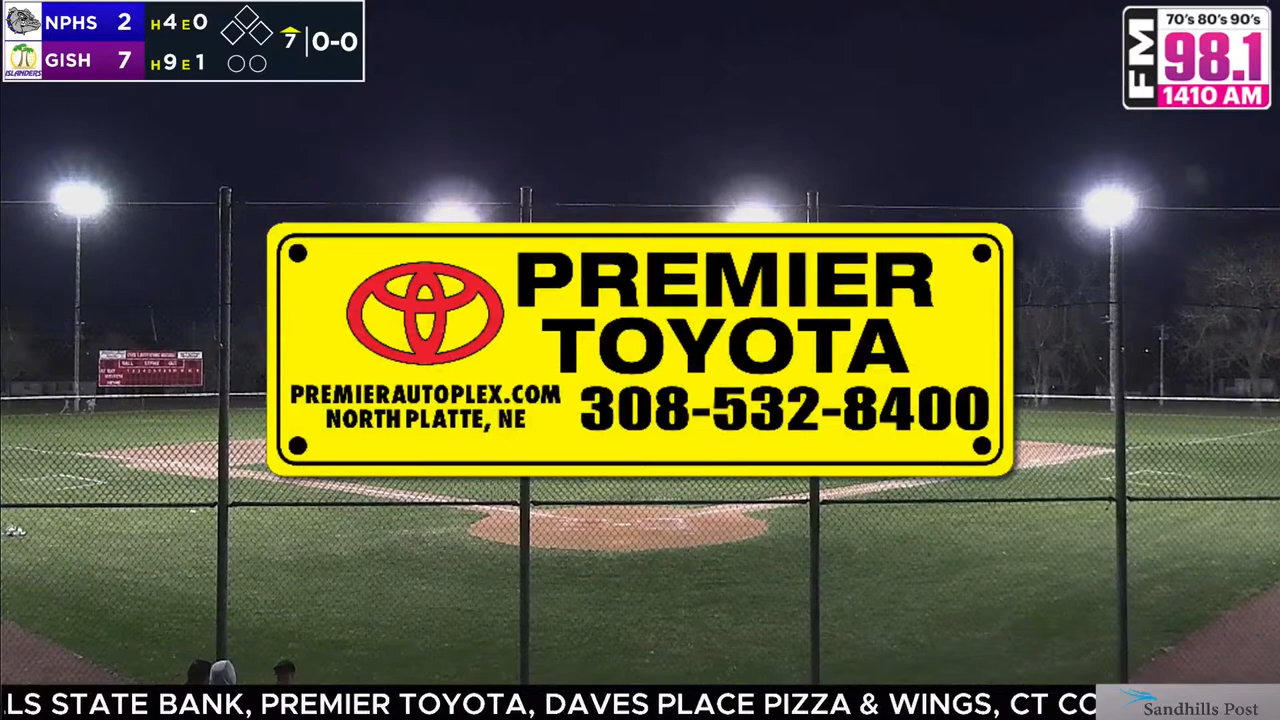 NPHS 2 H4 E0
7 0-0
ISLANDERS GISH 7 H9 E1
70's 80's 90's
FM 98.1
1410 AM
PREMIER
TOYOTA
PREMIERAUTOPLEX.COM
NORTH PLATTE, NE
308-532-8400
LS STATE BANK, PREMIER TOYOTA, DAVES PLACE PIZZA & WINGS, CT CO
Sandhills Post